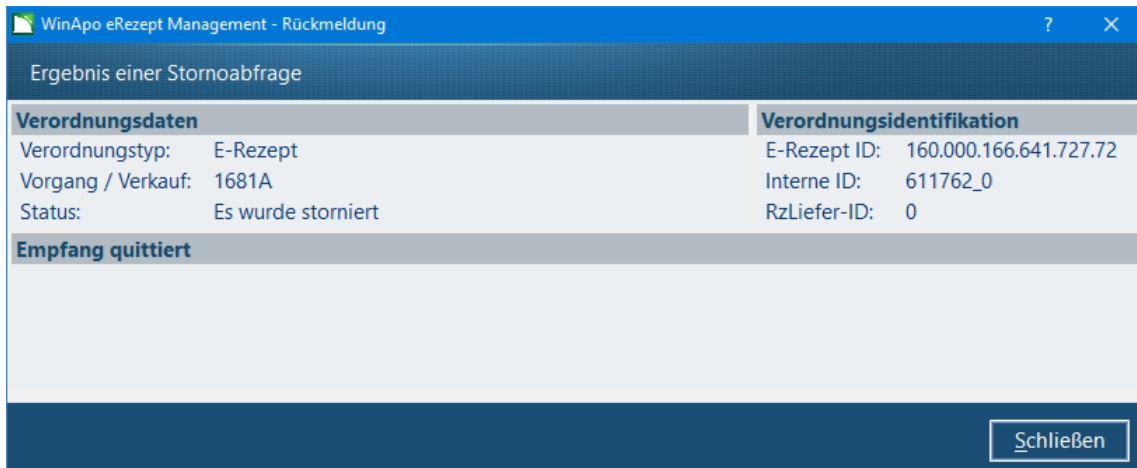 WinApo eRezept Management - Rückmeldung ?
Ergebnis einer Stornoabfrage
Verordnungsdaten
Verordnungstyp: E-Rezept
Vorgang / Verkauf: 1681A
Status: Es wurde storniert
Verordnungsidentifikation
E-Rezept ID: 160.000.166.641.727.72
Interne ID: 611762_0
RzLiefer-ID: 0
Empfang quittiert
Schließen